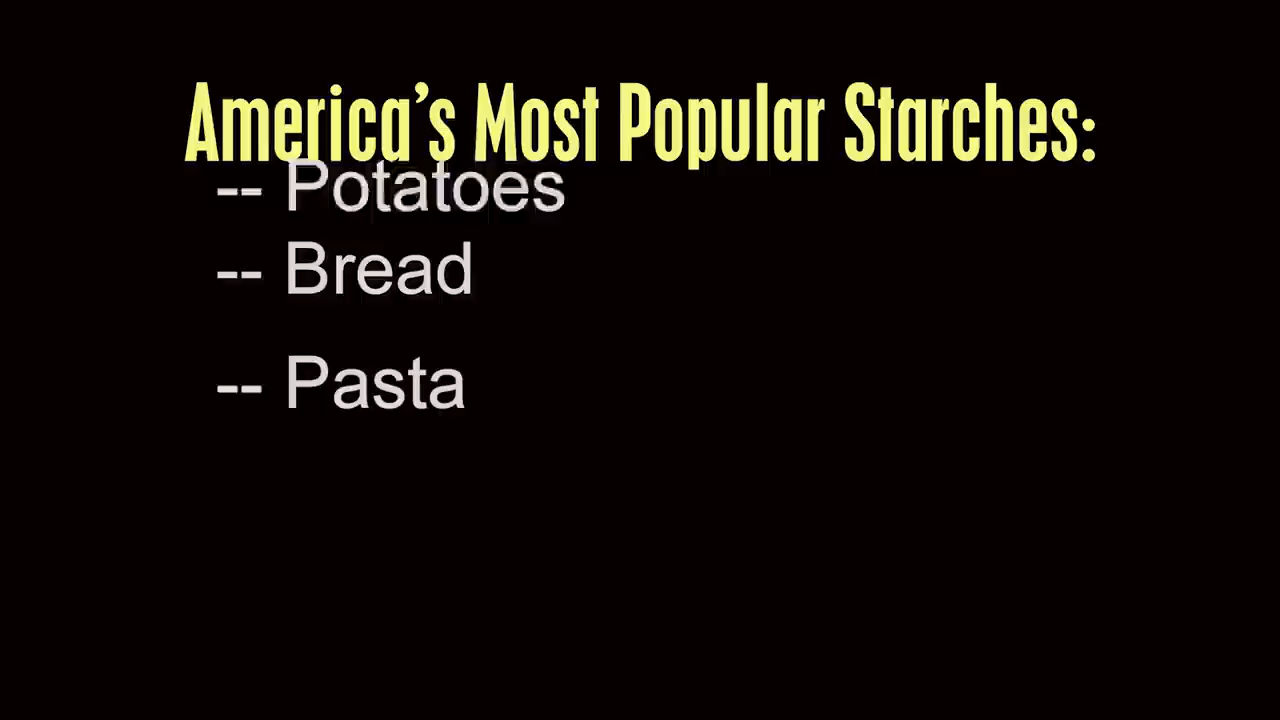 America's Most Popular Starches:
-- Potatoes
-- Bread
-- Pasta